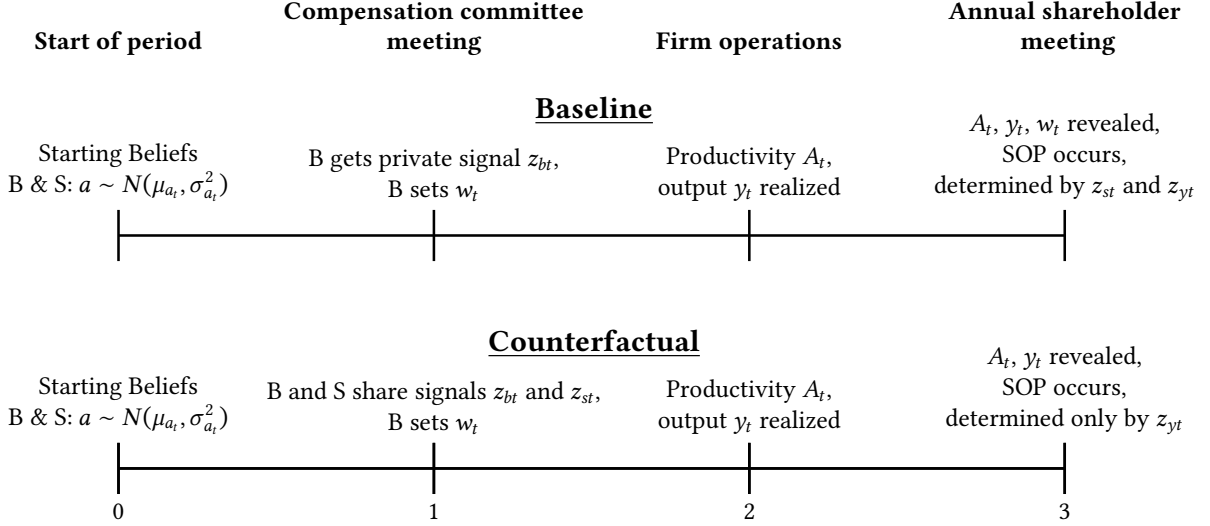 Start of period
Compensation committee
meeting
Firm operations
Annual shareholder
meeting
Baseline
Starting Beliefs
B & S: a ~ N(μ_{a_t}, σ²_{a_t})
B gets private signal z_{bt},
B sets w_t
Productivity A_t,
output y_t realized
A_t, y_t, w_t revealed,
SOP occurs,
determined by z_{st} and z_{yt}
Counterfactual
Starting Beliefs
B & S: a ~ N(μ_{a_t}, σ²_{a_t})
B and S share signals z_{bt} and z_{st},
B sets w_t
Productivity A_t,
output y_t realized
A_t, y_t revealed,
SOP occurs,
determined only by z_{yt}
0
1
2
3